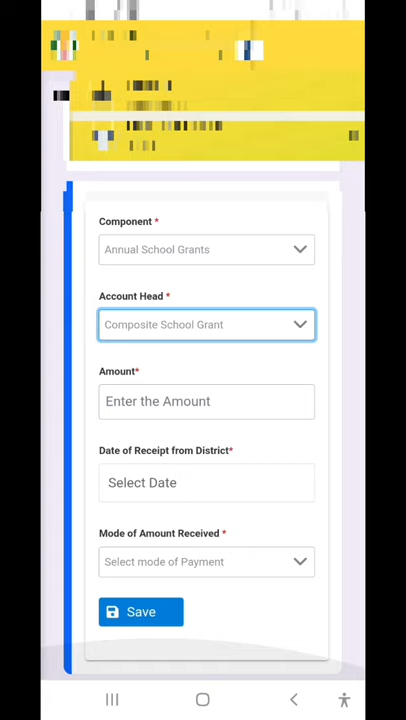 Component *
Annual School Grants
Account Head *
Composite School Grant
Amount*
Enter the Amount
Date of Receipt from District*
Select Date
Mode of Amount Received *
Select mode of Payment
Save